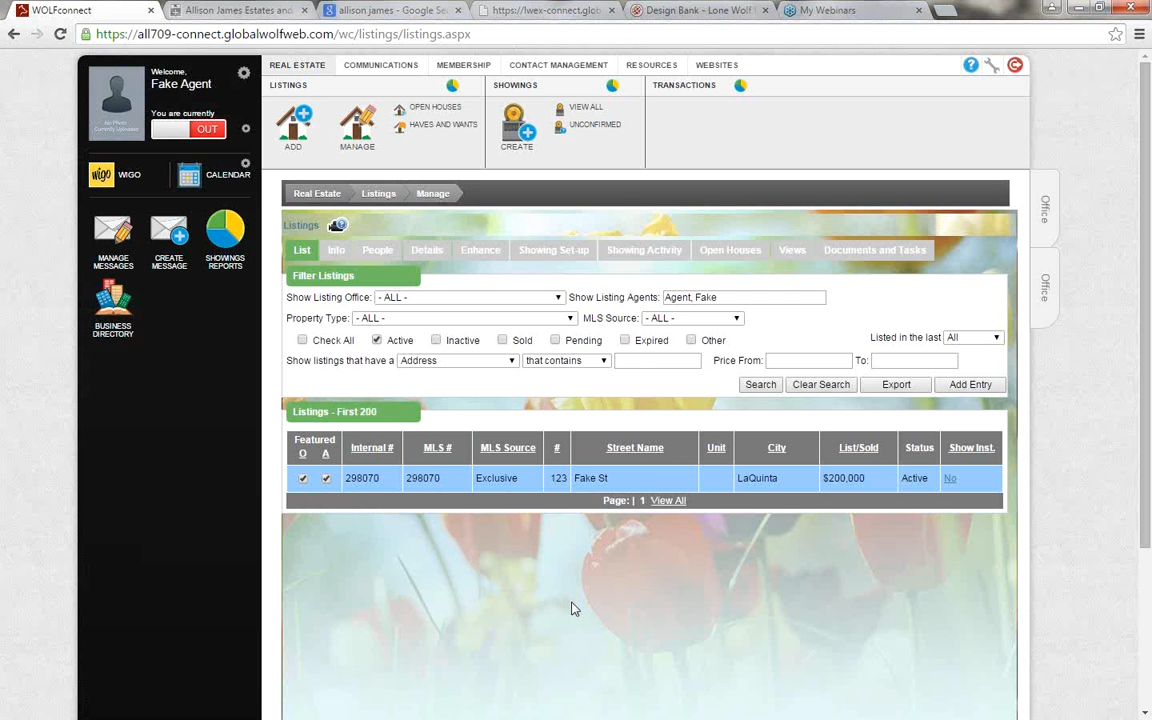 WOLFconnect
Allison James Estates and
allison james - Google Sea
https://lwex-connect.glob
Design Bank - Lone Wolf
My Webinars
https://all709-connect.globalwolfweb.com/wc/listings/listings.aspx
Welcome,
Fake Agent
No Photo
Currently Uploaded
You are currently
OUT
wigo
WIGO
CALENDAR
MANAGE
MESSAGES
CREATE
MESSAGE
SHOWINGS
REPORTS
BUSINESS
DIRECTORY
REAL ESTATE
COMMUNICATIONS
MEMBERSHIP
CONTACT MANAGEMENT
RESOURCES
WEBSITES
LISTINGS
SHOWINGS
TRANSACTIONS
ADD
MANAGE
OPEN HOUSES
HAVES AND WANTS
CREATE
VIEW ALL
UNCONFIRMED
Real Estate
Listings
Manage
Listings
List
Info
People
Details
Enhance
Showing Set-up
Showing Activity
Open Houses
Views
Documents and Tasks
Filter Listings
Show Listing Office: - ALL - Show Listing Agents: Agent, Fake
Property Type: - ALL - MLS Source: - ALL -
Check All Active Inactive Sold Pending Expired Other Listed in the last All
Show listings that have a Address that contains Price From: To:
Search Clear Search Export Add Entry
Listings - First 200
Featured
O A Internal # MLS # MLS Source # Street Name Unit City List/Sold Status Show Inst.
298070 298070 Exclusive 123 Fake St LaQuinta $200,000 Active No
Page: | 1 View All
Office
Office